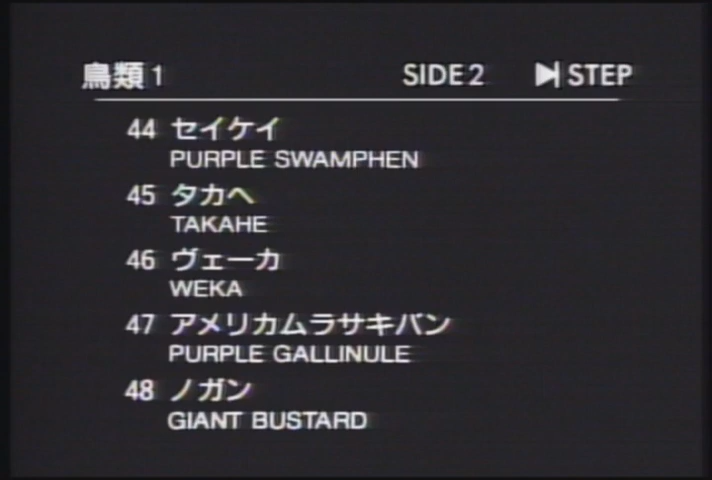 鳥類1 SIDE2 ▶| STEP
44 セイケイ
PURPLE SWAMPHEN
45 タカヘ
TAKAHE
46 ヴェーカ
WEKA
47 アメリカムラサキバン
PURPLE GALLINULE
48 ノガン
GIANT BUSTARD